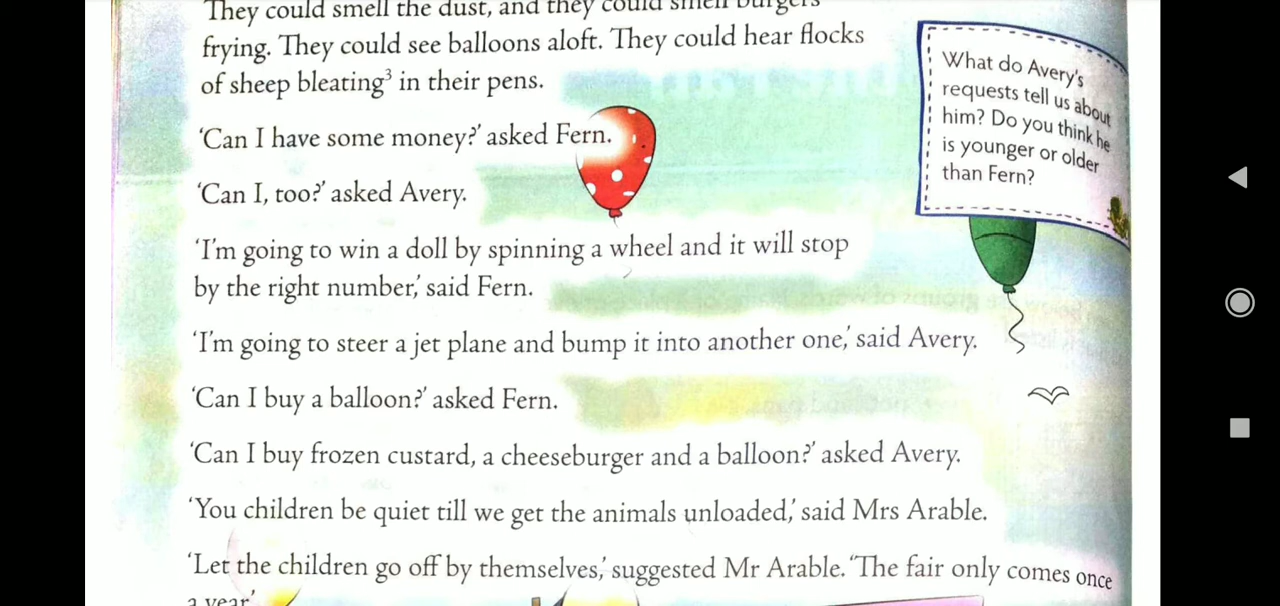 They could smell the dust, and they could smell burgers
frying. They could see balloons aloft. They could hear flocks
of sheep bleating³ in their pens.
‘Can I have some money?’ asked Fern.
‘Can I, too?’ asked Avery.
‘I’m going to win a doll by spinning a wheel and it will stop
by the right number,’ said Fern.
‘I’m going to steer a jet plane and bump it into another one,’ said Avery.
‘Can I buy a balloon?’ asked Fern.
‘Can I buy frozen custard, a cheeseburger and a balloon?’ asked Avery.
‘You children be quiet till we get the animals unloaded,’ said Mrs Arable.
‘Let the children go off by themselves,’ suggested Mr Arable. ‘The fair only comes once
a year.’
What do Avery’s
requests tell us about
him? Do you think he
is younger or older
than Fern?